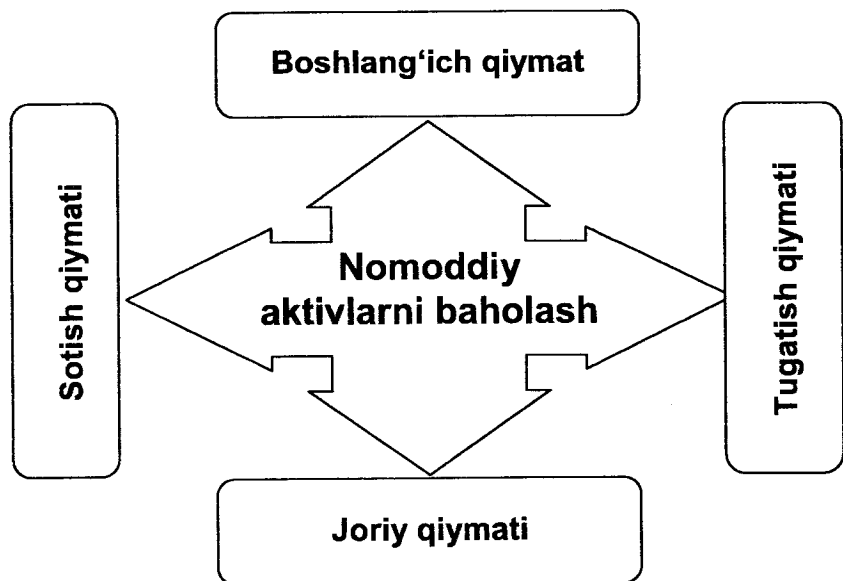 Boshlang‘ich qiymat
Sotish qiymati
Nomoddiy
aktivlarni baholash
Tugatish qiymati
Joriy qiymati